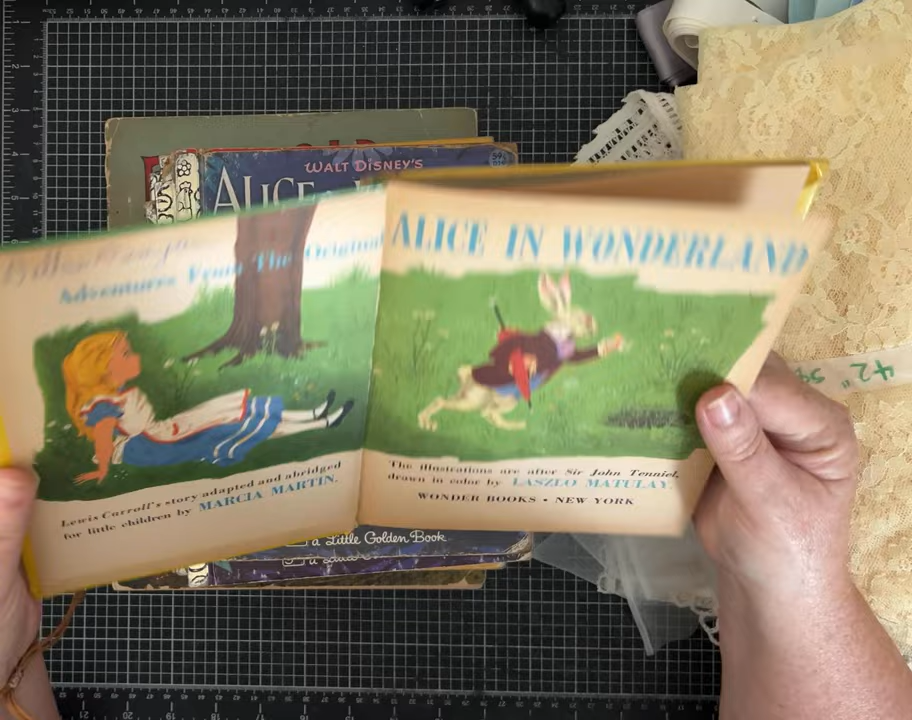 WALT DISNEY'S
ALICE
59¢
Adventures From The Original
ALICE IN WONDERLAND
Lewis Carroll's story adapted and abridged
for little children by MARCIA MARTIN.
The illustrations are after Sir John Tenniel,
drawn in color by LASZLO MATULAY.
WONDER BOOKS • NEW YORK
a Little Golden Book
42"